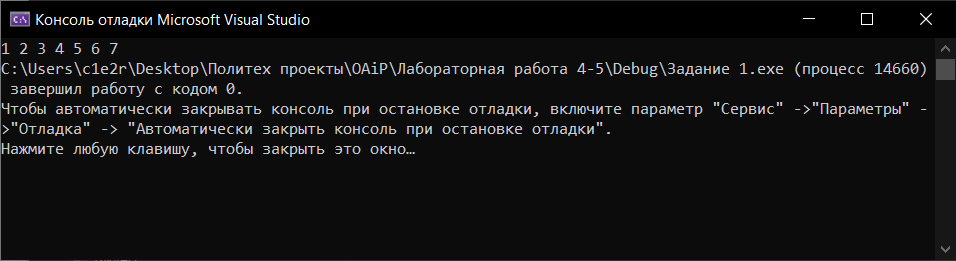 Консоль отладки Microsoft Visual Studio
1 2 3 4 5 6 7
C:\Users\c1e2r\Desktop\Политех проекты\OAiP\Лабораторная работа 4-5\Debug\Задание 1.exe (процесс 14660)
завершил работу с кодом 0.
Чтобы автоматически закрывать консоль при остановке отладки, включите параметр "Сервис" ->"Параметры" -
>"Отладка" -> "Автоматически закрыть консоль при остановке отладки".
Нажмите любую клавишу, чтобы закрыть это окно…